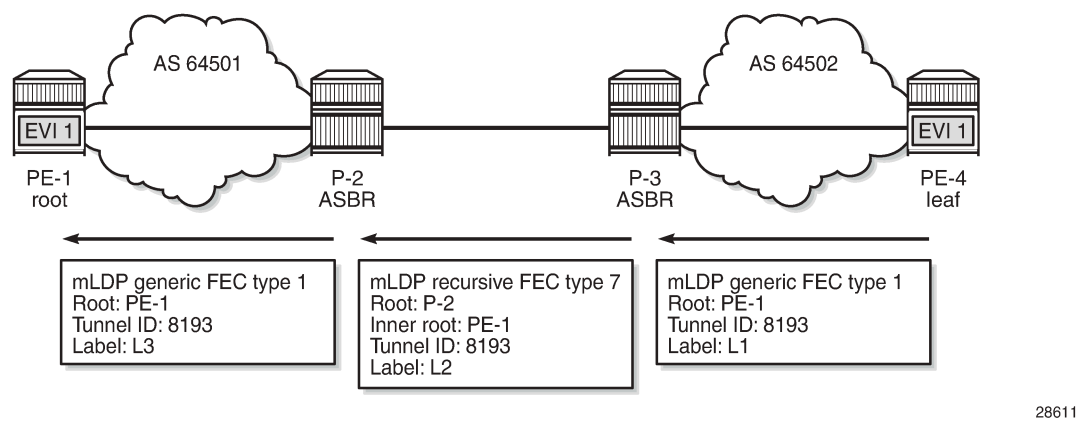 AS 64501
AS 64502
EVI 1
EVI 1
PE-1
root
P-2
ASBR
P-3
ASBR
PE-4
leaf
mLDP generic FEC type 1
Root: PE-1
Tunnel ID: 8193
Label: L3
mLDP recursive FEC type 7
Root: P-2
Inner root: PE-1
Tunnel ID: 8193
Label: L2
mLDP generic FEC type 1
Root: PE-1
Tunnel ID: 8193
Label: L1
28611